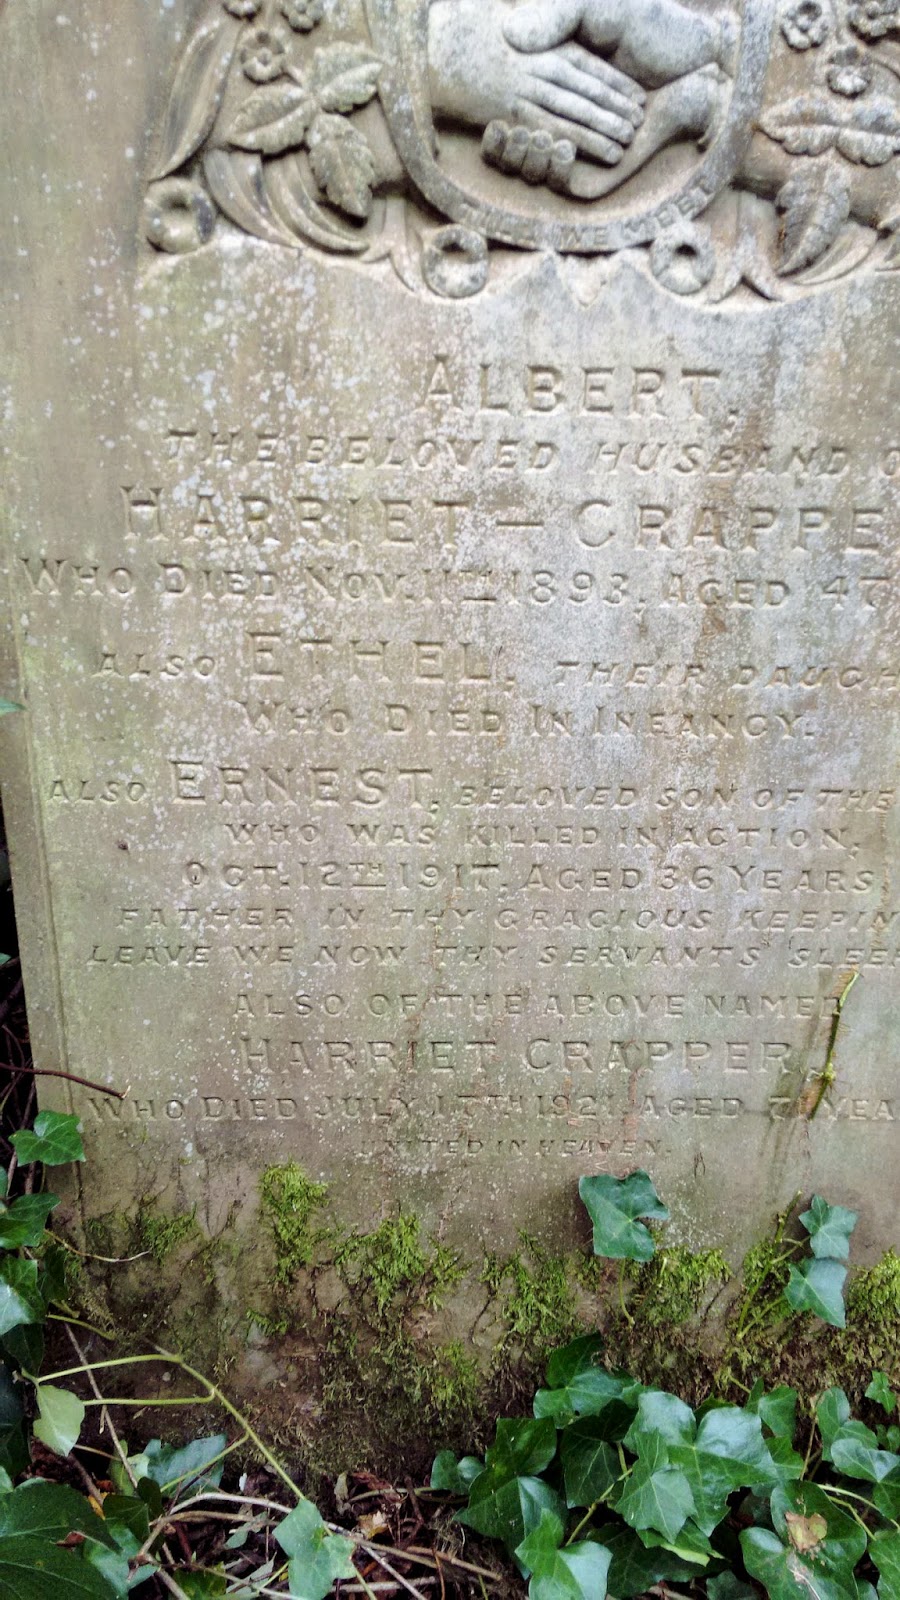 TILL WE MEET
ALBERT,
THE BELOVED HUSBAND O
HARRIET — CRAPPE
WHO DIED NOV. 11TH 1893, AGED 47
ALSO ETHEL, THEIR DAUGH
WHO DIED IN INFANCY.
ALSO ERNEST, BELOVED SON OF THE
WHO WAS KILLED IN ACTION,
OCT. 12TH 1917, AGED 36 YEARS,
FATHER IN THY GRACIOUS KEEPIN
LEAVE WE NOW THY SERVANTS SLEEP
ALSO OF THE ABOVE NAMED
HARRIET CRAPPER,
WHO DIED JULY 17TH 1921, AGED 71 YEA
UNITED IN HEAVEN.